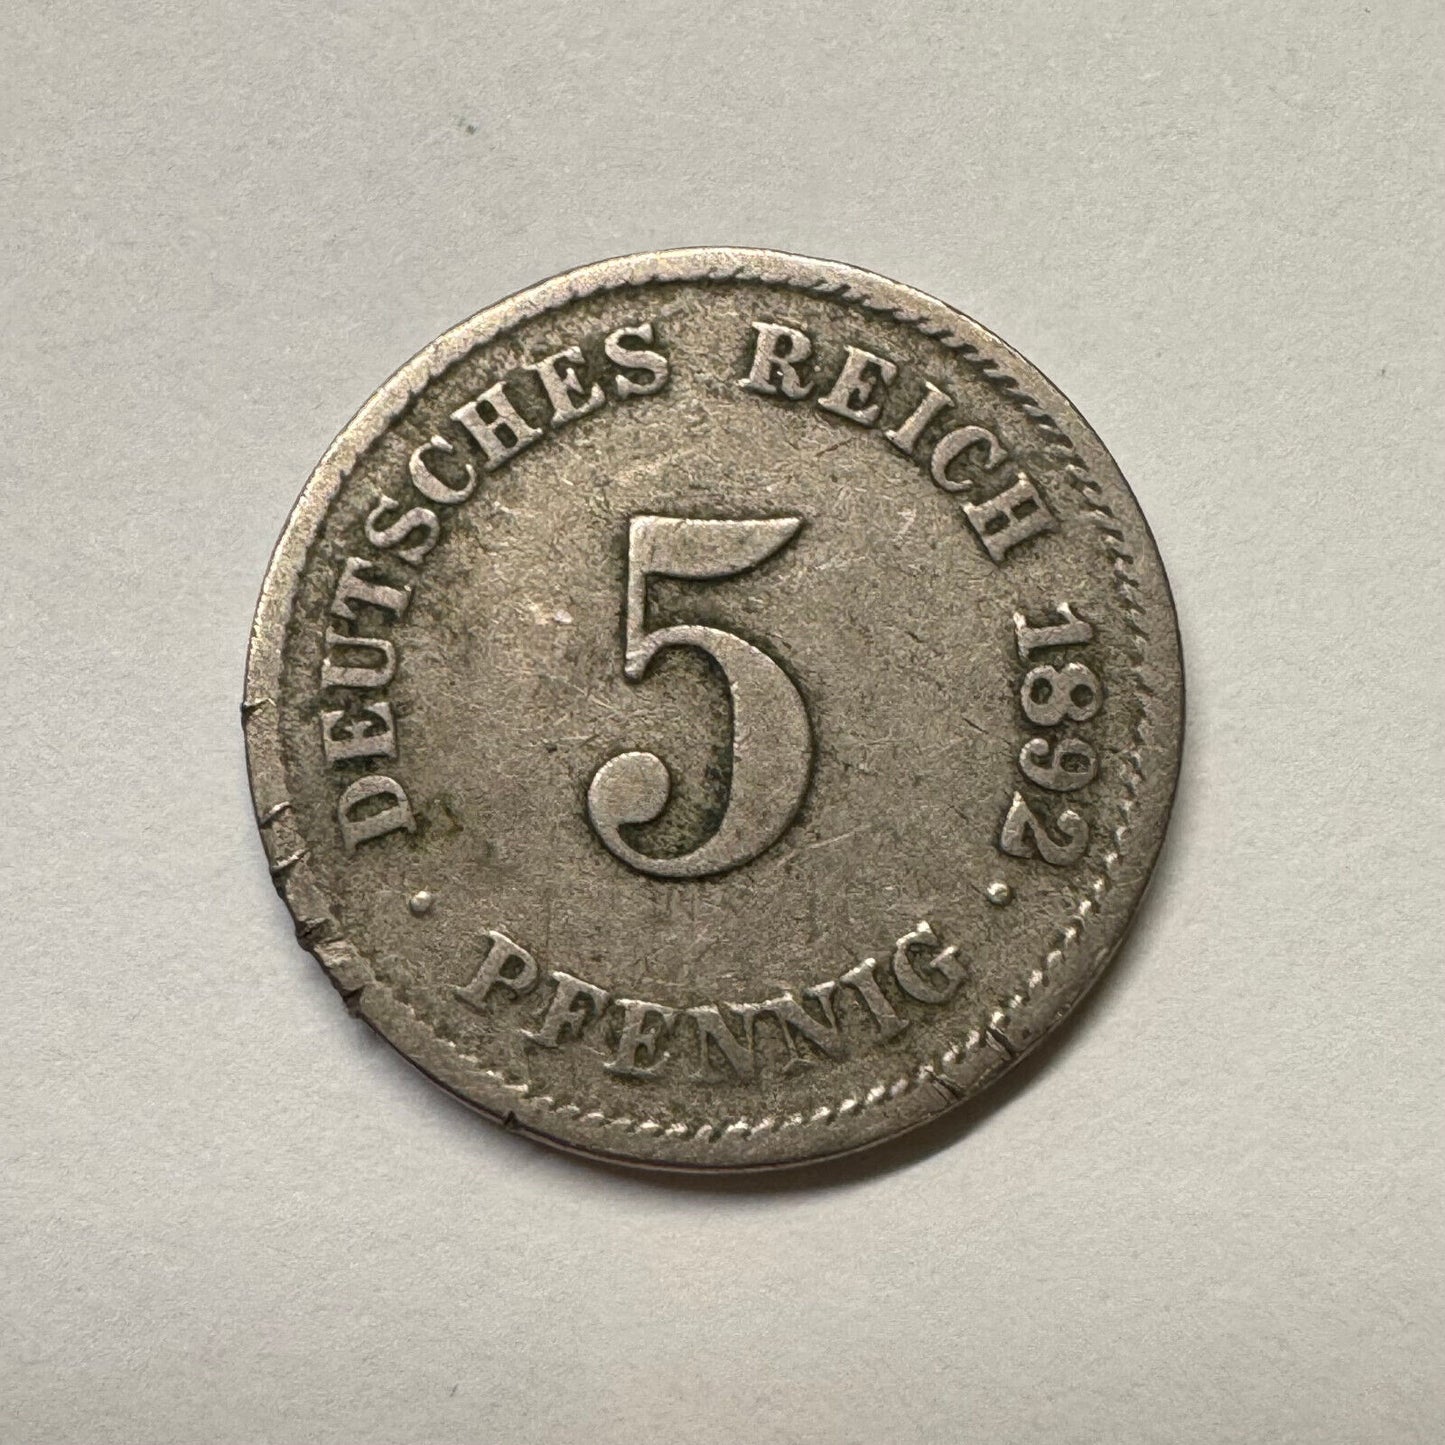 DEUTSCHES REICH 1892
5
· PFENNIG ·